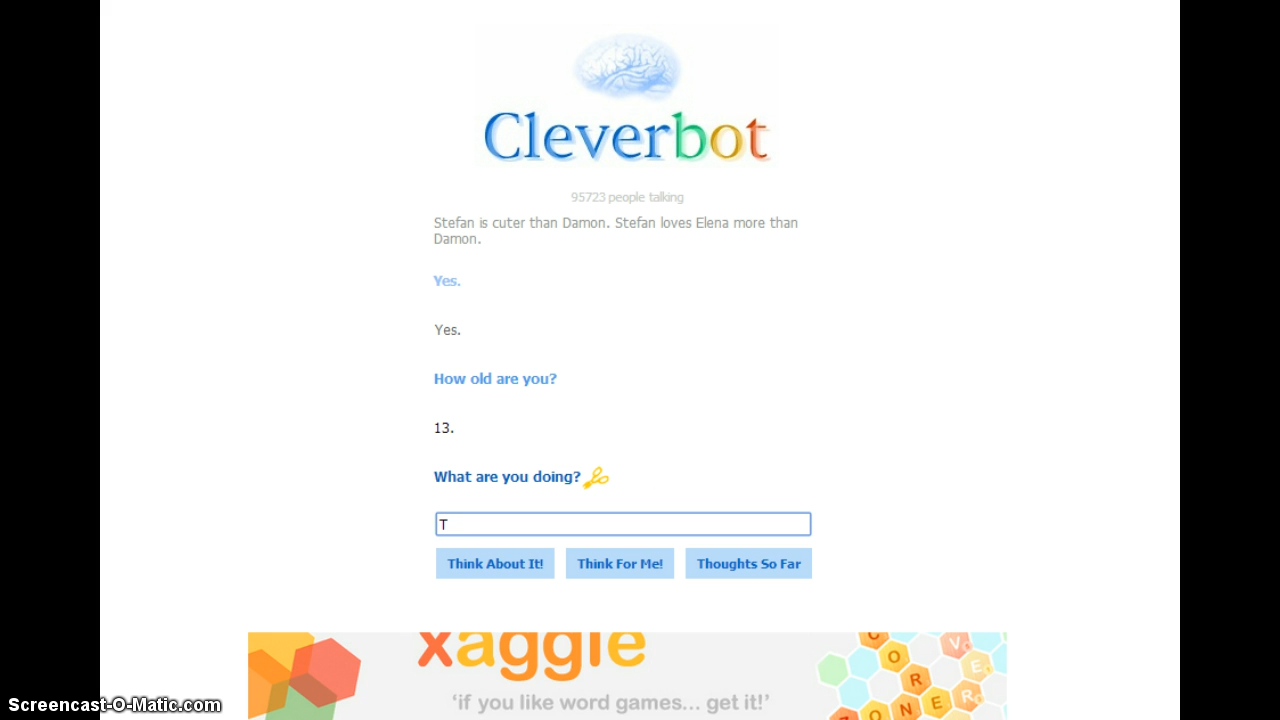 Cleverbot
95723 people talking
Stefan is cuter than Damon. Stefan loves Elena more than
Damon.
Yes.
Yes.
How old are you?
13.
What are you doing?
T
Think About It! Think For Me! Thoughts So Far
xaggle
‘if you like word games... get it!’
C O R E
V E R
Z O N E R
Screencast-O-Matic.com